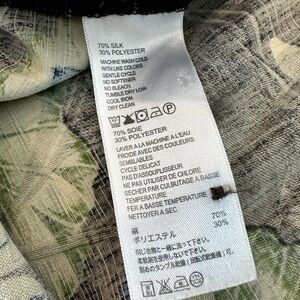 70% SILK
30% POLYESTER
MACHINE WASH COLD
WITH LIKE COLORS
GENTLE CYCLE
NO SOFTENER
NO BLEACH
TUMBLE DRY LOW
COOL IRON
DRY CLEAN
70% SOIE
30% POLYESTER
LAVER A LA MACHINE A L'EAU
FROIDE AVEC DES COULEURS
SEMBLABLES
CYCLE DELICAT
PAS D'ASSOUPLISSEUR
NE PAS UTILISER DE CHLORE
SECHER PAR CULBUTAGE A BASSE
TEMPERATURE
FER A BASSE TEMPERATURE
NETTOYER A SEC
絹 70%
ポリエステル 30%